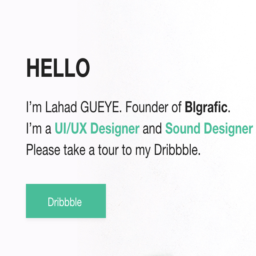 HELLO
I'm Lahad GUEYE. Founder of Blgrafic.
I'm a UI/UX Designer and Sound Designer
Please take a tour to my Dribbble.
Dribbble